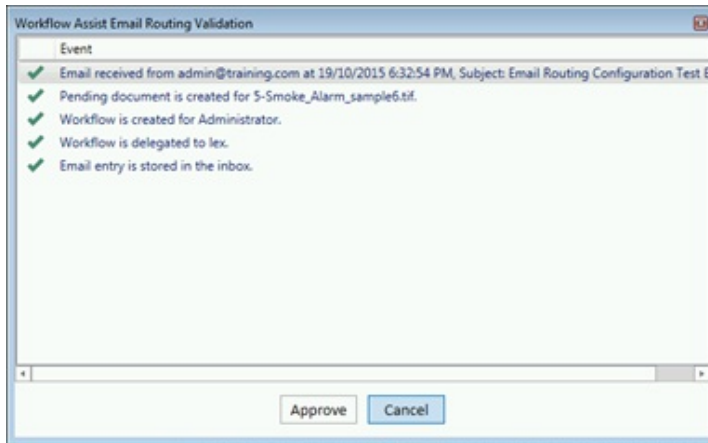 Workflow Assist Email Routing Validation
Event
Email received from admin@training.com at 19/10/2015 6:32:54 PM, Subject: Email Routing Configuration Test E
Pending document is created for 5-Smoke_Alarm_sample6.tif.
Workflow is created for Administrator.
Workflow is delegated to lex.
Email entry is stored in the inbox.
Approve Cancel